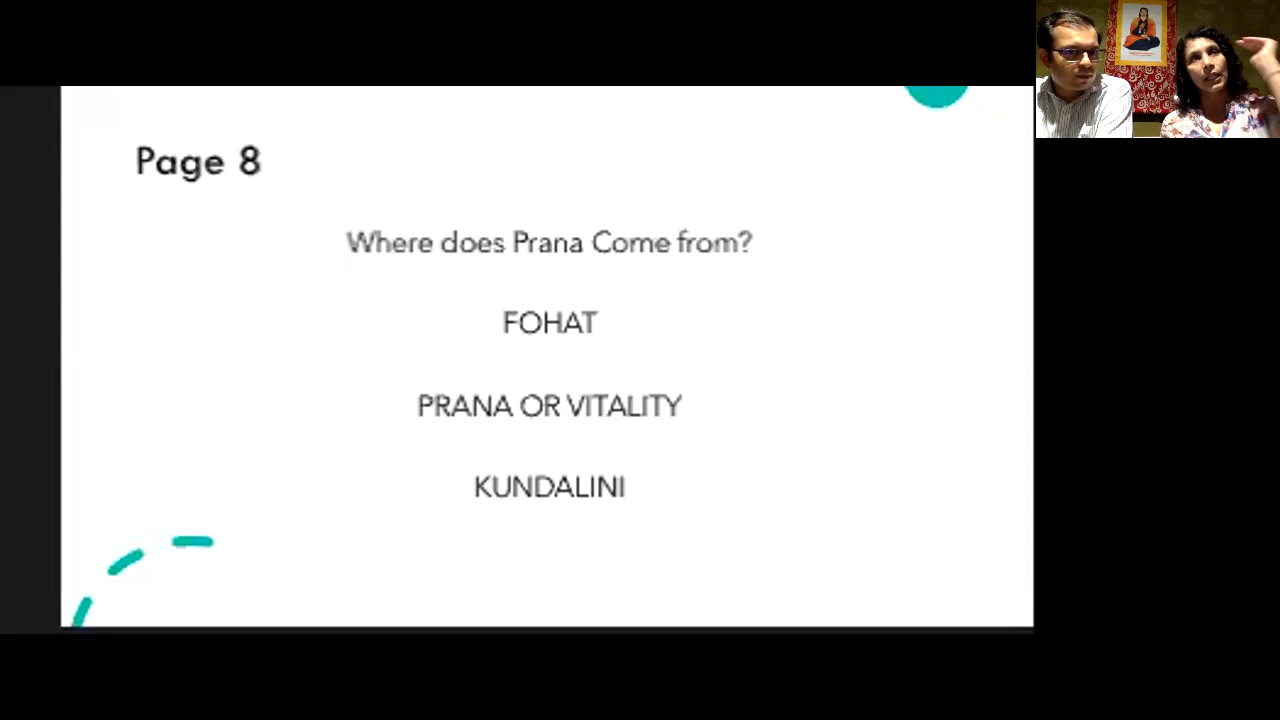 Page 8
Where does Prana Come from?
FOHAT
PRANA OR VITALITY
KUNDALINI